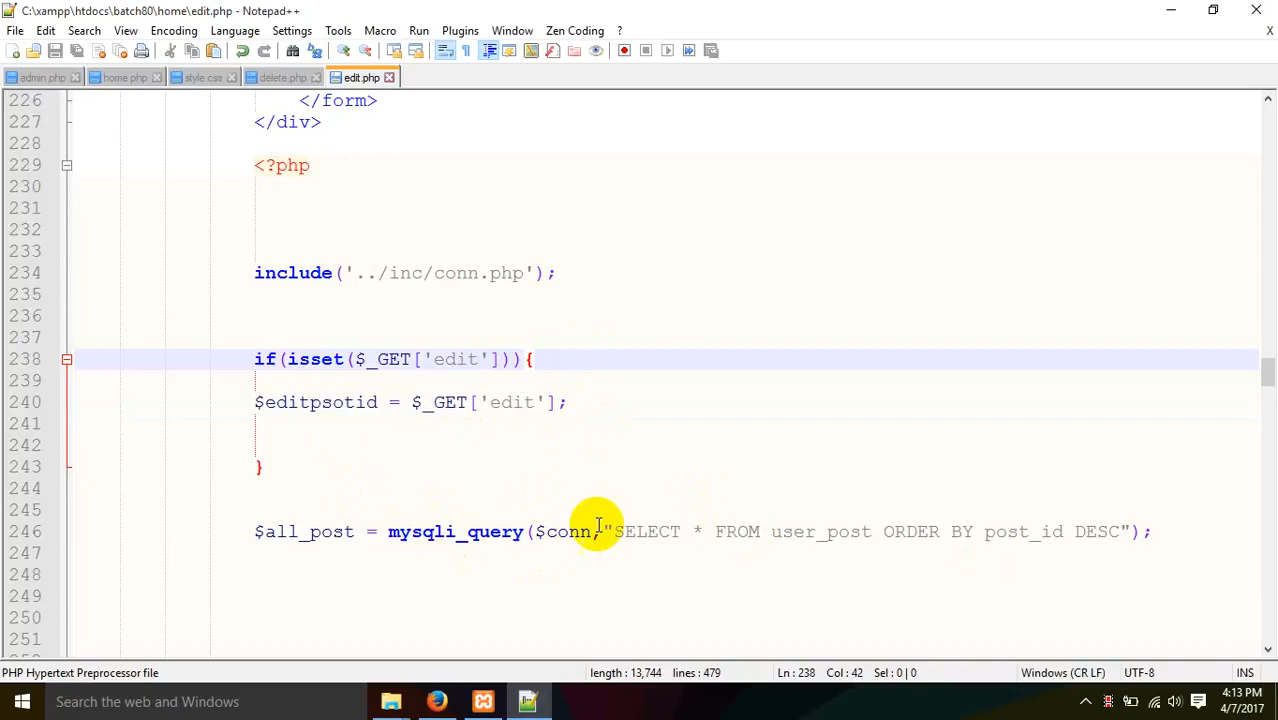 C:\xampp\htdocs\batch80\home\edit.php - Notepad++
File Edit Search View Encoding Language Settings Tools Macro Run Plugins Window Zen Coding ? X
admin.php home.php style.css delete.php edit.php
226 </form>
227 </div>
228
229 <?php
230
231
232
233
234 include('../inc/conn.php');
235
236
237
238 if(isset($_GET['edit'])){
239
240 $editpsotid = $_GET['edit'];
241
242
243 }
244
245
246 $all_post = mysqli_query($conn,"SELECT * FROM user_post ORDER BY post_id DESC");
247
248
249
250
251
PHP Hypertext Preprocessor file length : 13,744 lines : 479 Ln : 238 Col : 42 Sel : 0 | 0 Windows (CR LF) UTF-8 INS
Search the web and Windows
4:13 PM
4/7/2017